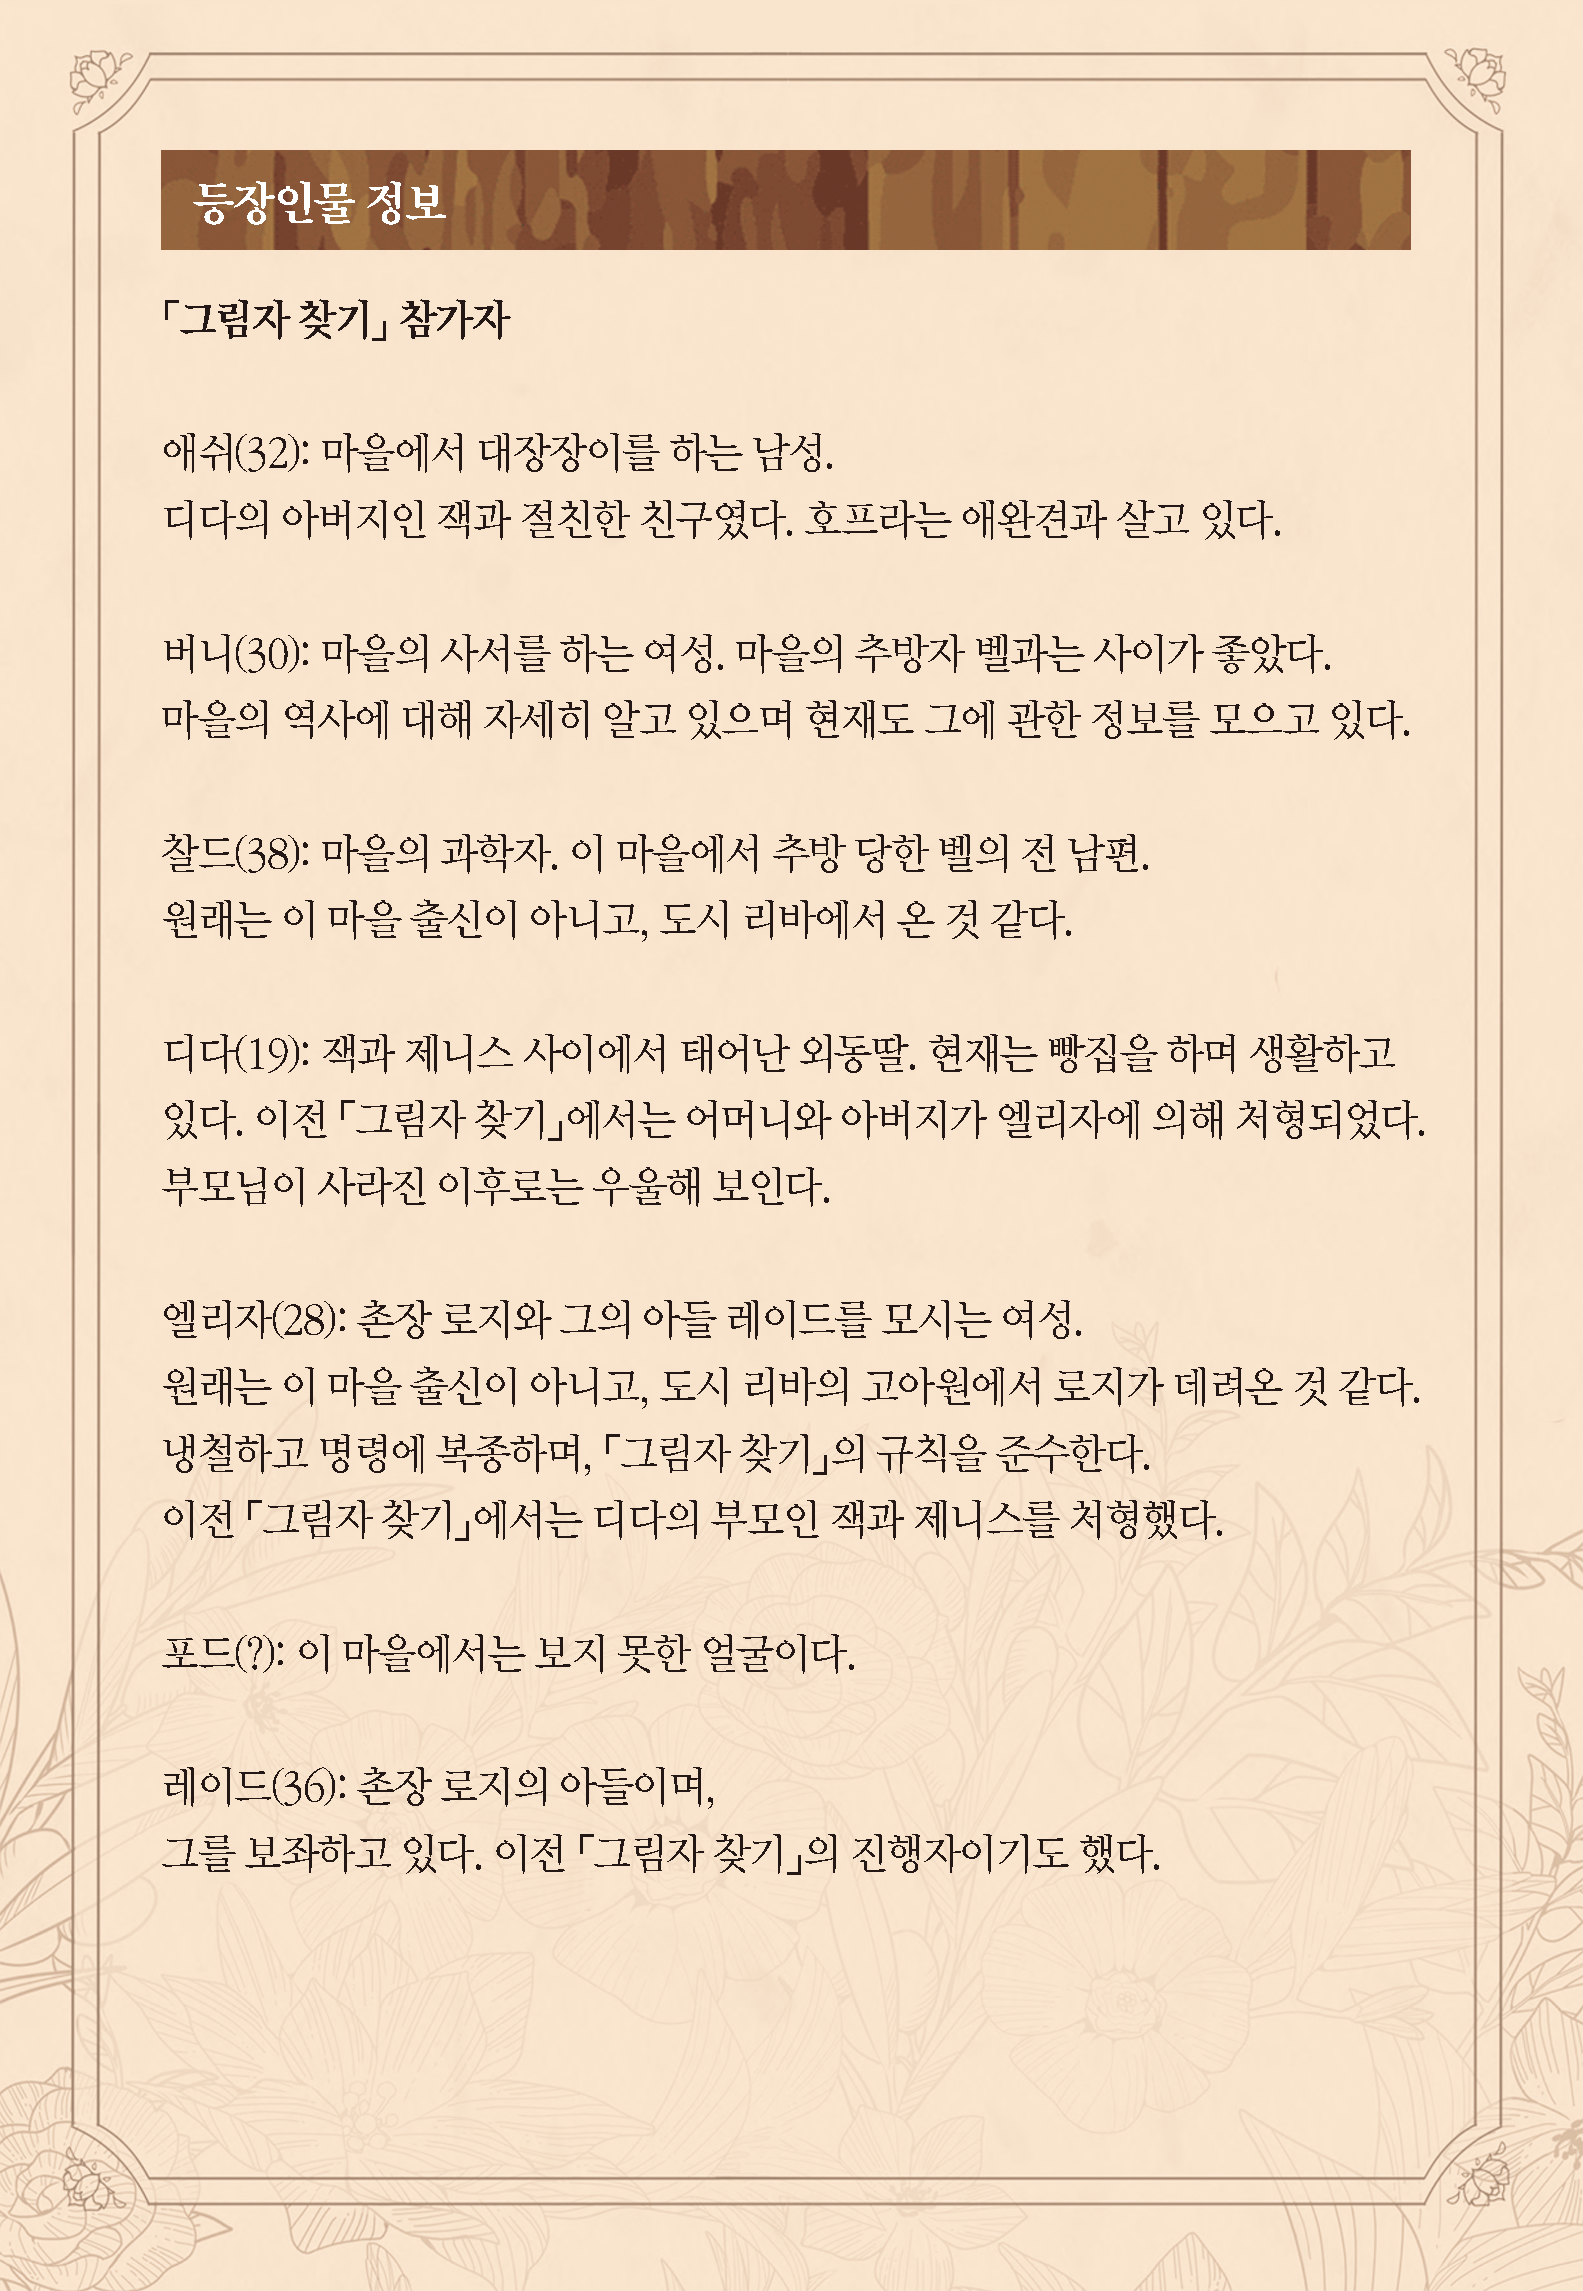 등장인물 정보
「그림자 찾기」 참가자
애쉬(32): 마을에서 대장장이를 하는 남성.
디다의 아버지인 잭과 절친한 친구였다. 호프라는 애완견과 살고 있다.
버니(30): 마을의 사서를 하는 여성. 마을의 추방자 벨과는 사이가 좋았다.
마을의 역사에 대해 자세히 알고 있으며 현재도 그에 관한 정보를 모으고 있다.
찰드(38): 마을의 과학자. 이 마을에서 추방 당한 벨의 전 남편.
원래는 이 마을 출신이 아니고, 도시 리바에서 온 것 같다.
디다(19): 잭과 제니스 사이에서 태어난 외동딸. 현재는 빵집을 하며 생활하고
있다. 이전 「그림자 찾기」에서는 어머니와 아버지가 엘리자에 의해 처형되었다.
부모님이 사라진 이후로는 우울해 보인다.
엘리자(28): 촌장 로지와 그의 아들 레이드를 모시는 여성.
원래는 이 마을 출신이 아니고, 도시 리바의 고아원에서 로지가 데려온 것 같다.
냉철하고 명령에 복종하며, 「그림자 찾기」의 규칙을 준수한다.
이전 「그림자 찾기」에서는 디다의 부모인 잭과 제니스를 처형했다.
포드(?): 이 마을에서는 보지 못한 얼굴이다.
레이드(36): 촌장 로지의 아들이며,
그를 보좌하고 있다. 이전 「그림자 찾기」의 진행자이기도 했다.